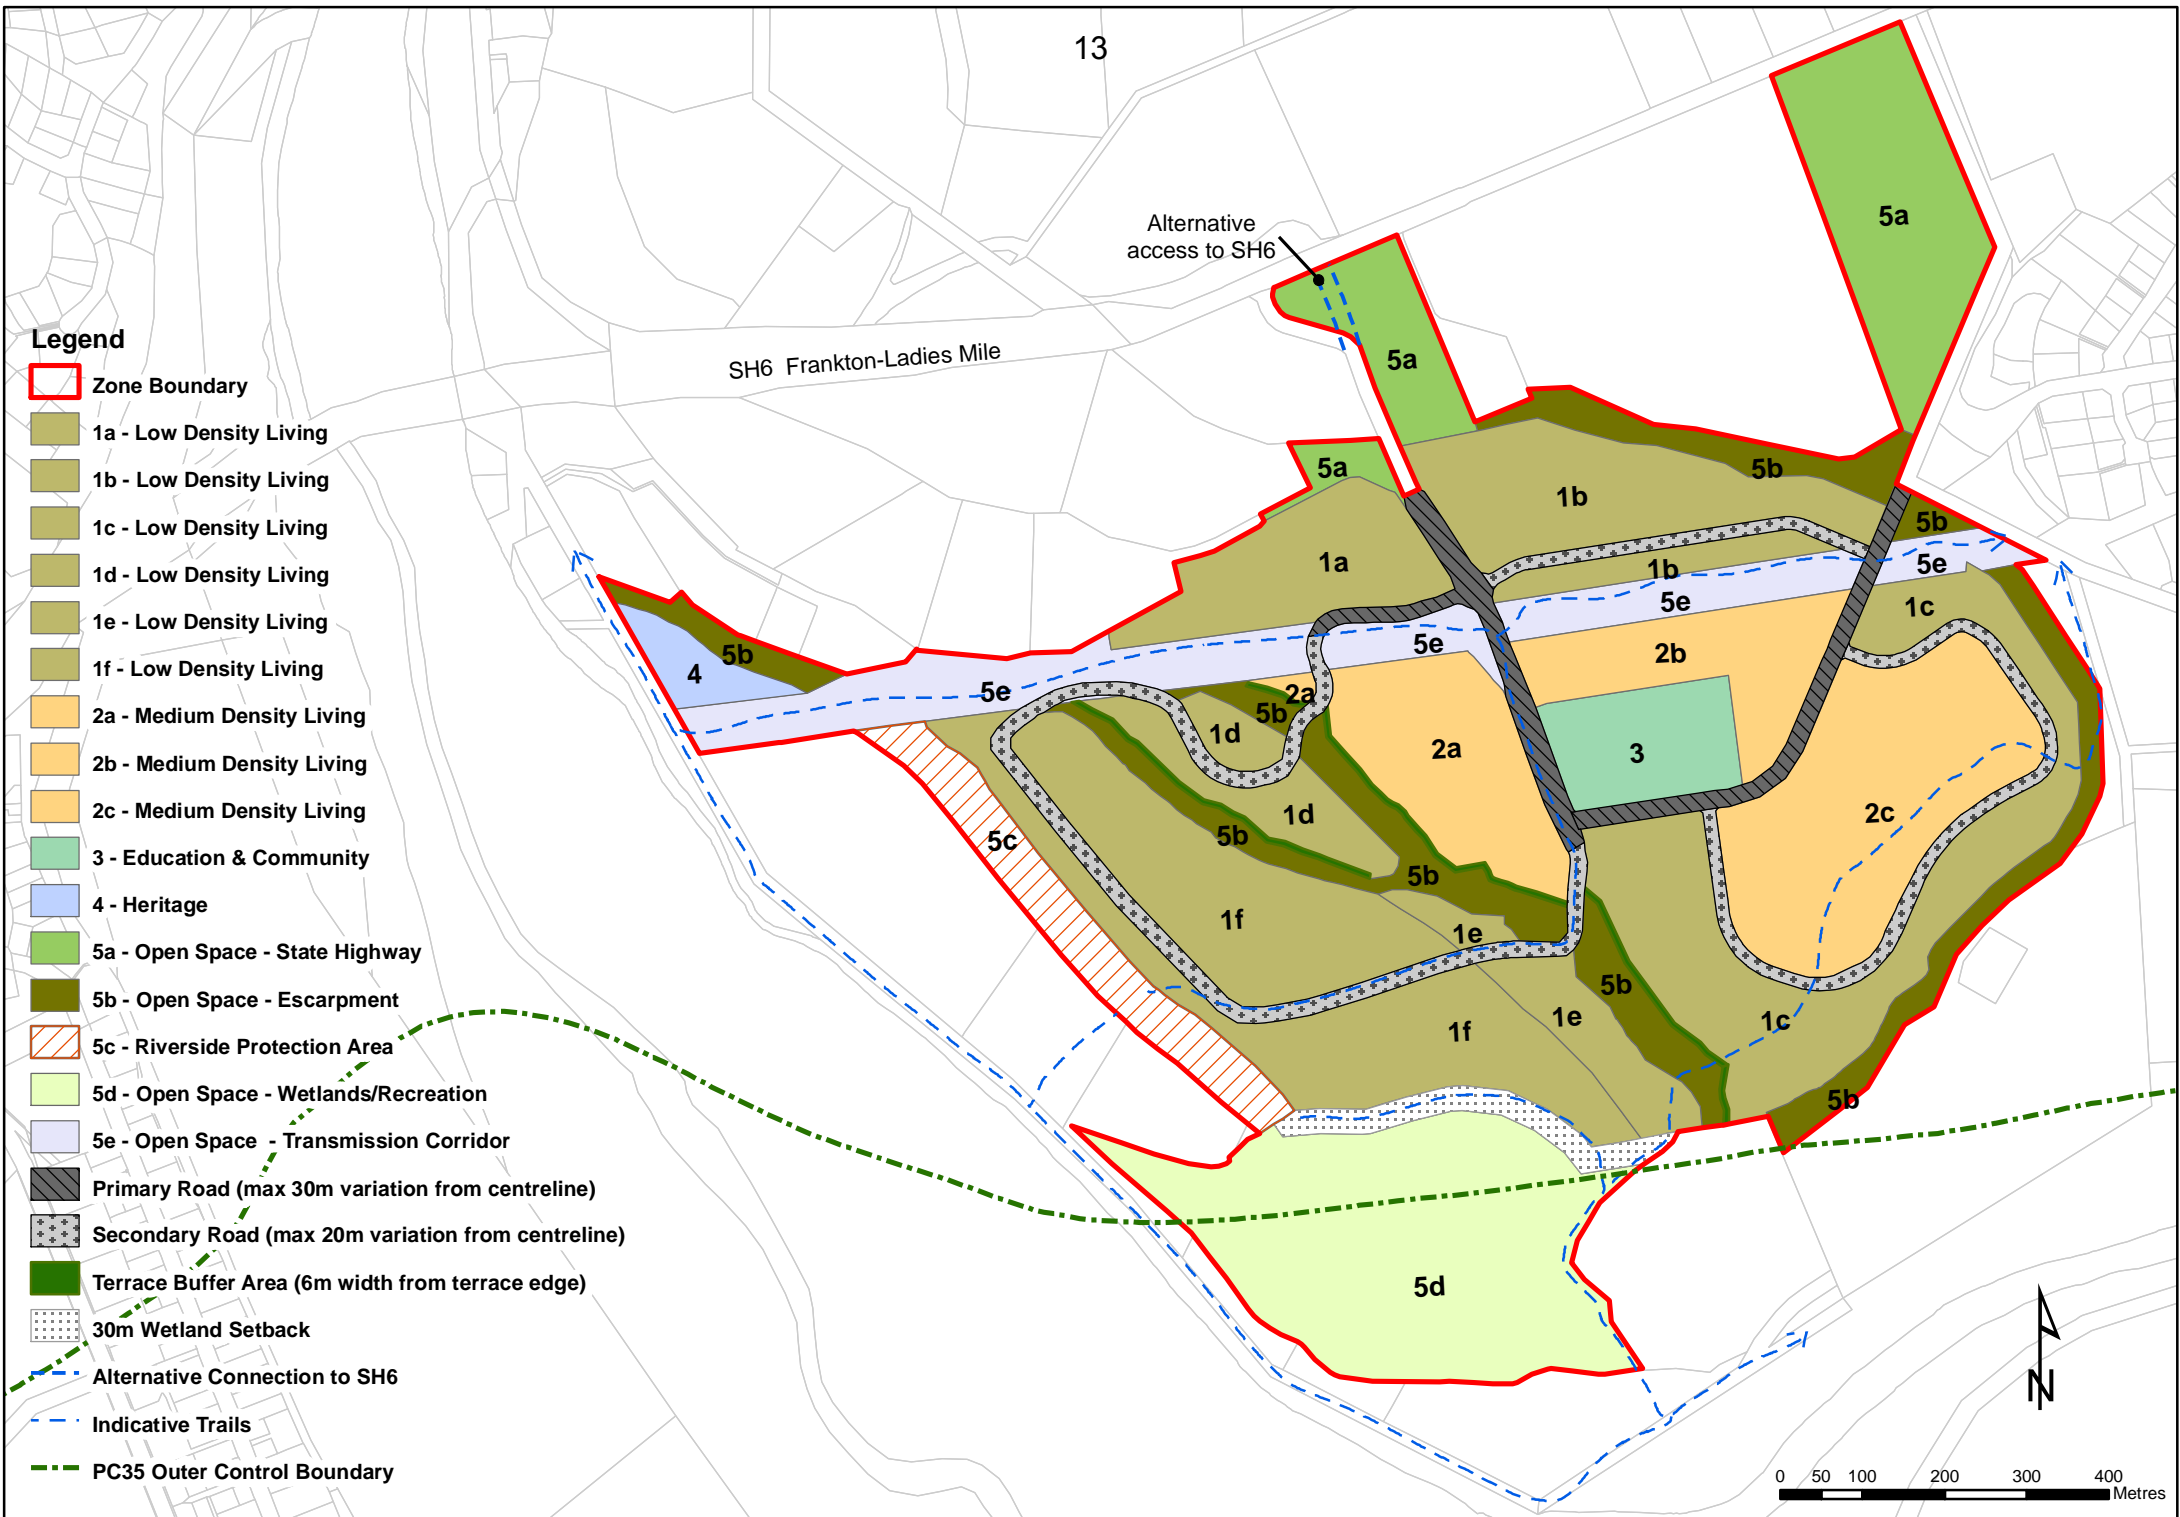 13
Alternative
access to SH6
SH6  Frankton-Ladies Mile
5a
5a
5a
5b
1b
5b
1a
1b
5e
5e
1c
5e
5b
4
5e
2a
2b
5b
1d
2a
3
2c
5c
5b
1d
5b
1f
1e
5b
1e
1f
1c
5b
5d
Legend
Zone Boundary
1a - Low Density Living
1b - Low Density Living
1c - Low Density Living
1d - Low Density Living
1e - Low Density Living
1f - Low Density Living
2a - Medium Density Living
2b - Medium Density Living
2c - Medium Density Living
3 - Education & Community
4 - Heritage
5a - Open Space - State Highway
5b - Open Space - Escarpment
5c - Riverside Protection Area
5d - Open Space - Wetlands/Recreation
5e - Open Space  - Transmission Corridor
Primary Road (max 30m variation from centreline)
Secondary Road (max 20m variation from centreline)
Terrace Buffer Area (6m width from terrace edge)
30m Wetland Setback
Alternative Connection to SH6
Indicative Trails
PC35 Outer Control Boundary
N
0 50 100 200 300 400
Metres